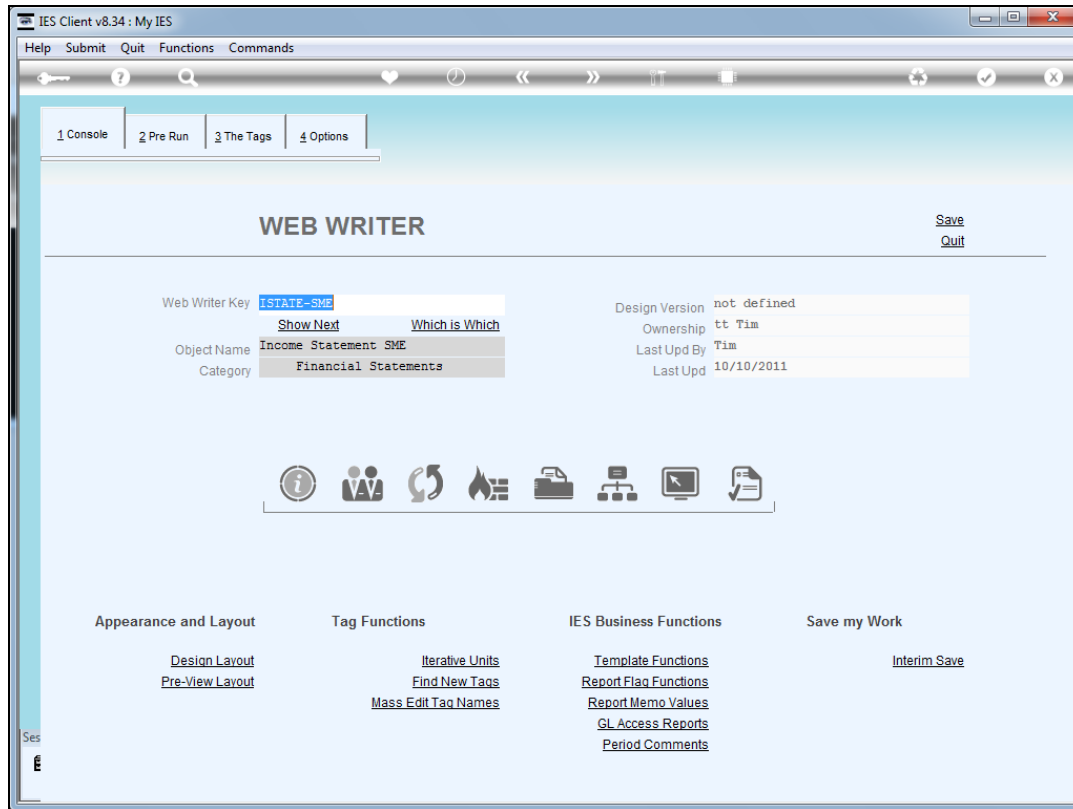 IES Client v8.34 : My IES
Help Submit Quit Functions Commands
1 Console 2 Pre Run 3 The Tags 4 Options
WEB WRITER
Save
Quit
Web Writer Key ISTATE-SME
Show Next Which is Which
Object Name Income Statement SME
Category Financial Statements
Design Version not defined
Ownership tt Tim
Last Upd By Tim
Last Upd 10/10/2011
Appearance and Layout
Design Layout
Pre-View Layout
Tag Functions
Iterative Units
Find New Tags
Mass Edit Tag Names
IES Business Functions
Template Functions
Report Flag Functions
Report Memo Values
GL Access Reports
Period Comments
Save my Work
Interim Save
Ses